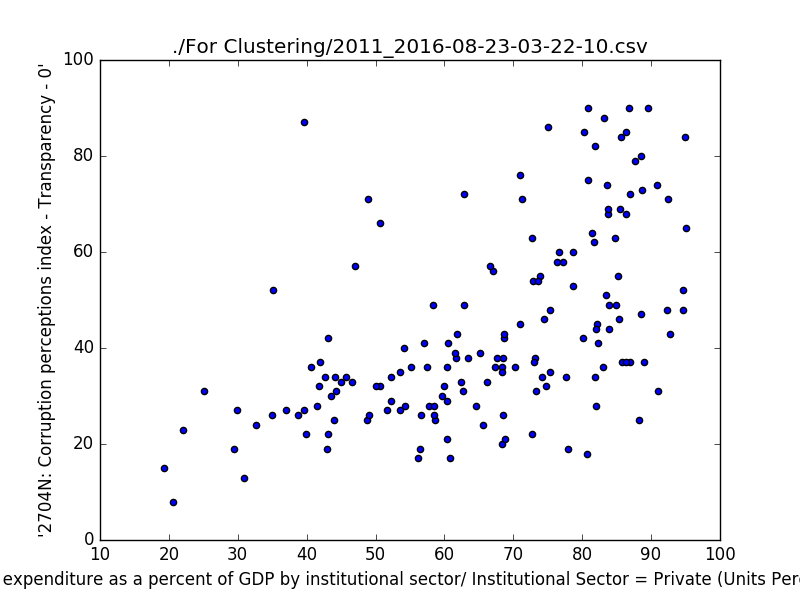 ./For Clustering/2011_2016-08-23-03-22-10.csv
'2704N: Corruption perceptions index - Transparency - 0'
100
80
60
40
20
0
10 20 30 40 50 60 70 80 90 100
expenditure as a percent of GDP by institutional sector/ Institutional Sector = Private (Units Per